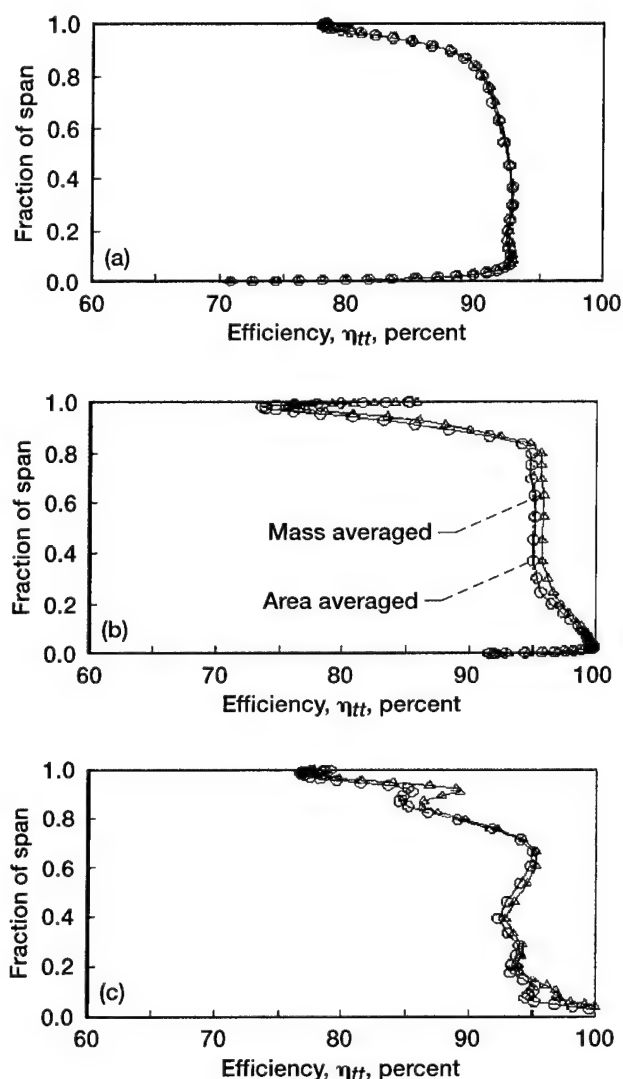 1.0
0.8
0.6
0.4
0.2
0.0
Fraction of span
(a)
60 70 80 90 100
Efficiency, ηtt, percent
1.0
0.8
0.6
0.4
0.2
0.0
Fraction of span
Mass averaged
Area averaged
(b)
60 70 80 90 100
Efficiency, ηtt, percent
1.0
0.8
0.6
0.4
0.2
0.0
Fraction of span
(c)
60 70 80 90 100
Efficiency, ηtt, percent